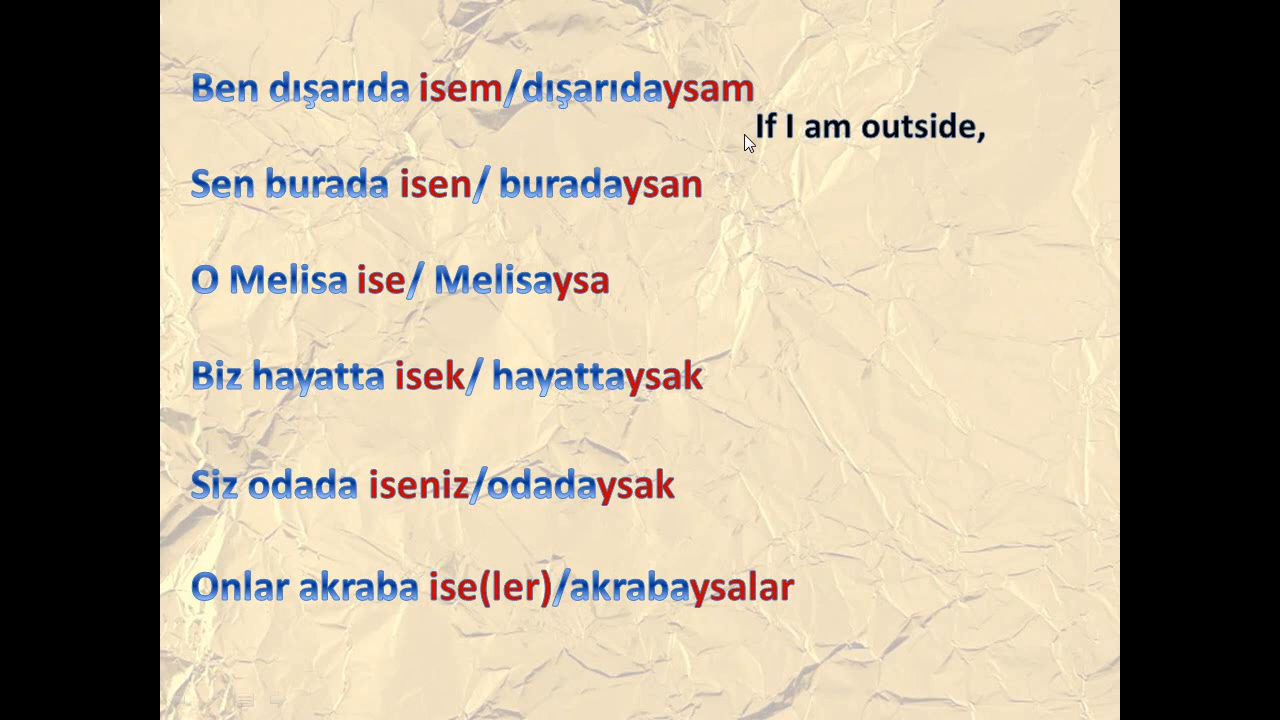 Ben dışarıda isem/dışarıdaysam
If I am outside,
Sen burada isen/ buradaysan
O Melisa ise/ Melisaysa
Biz hayatta isek/ hayattaysak
Siz odada iseniz/odadaysak
Onlar akraba ise(ler)/akrabaysalar